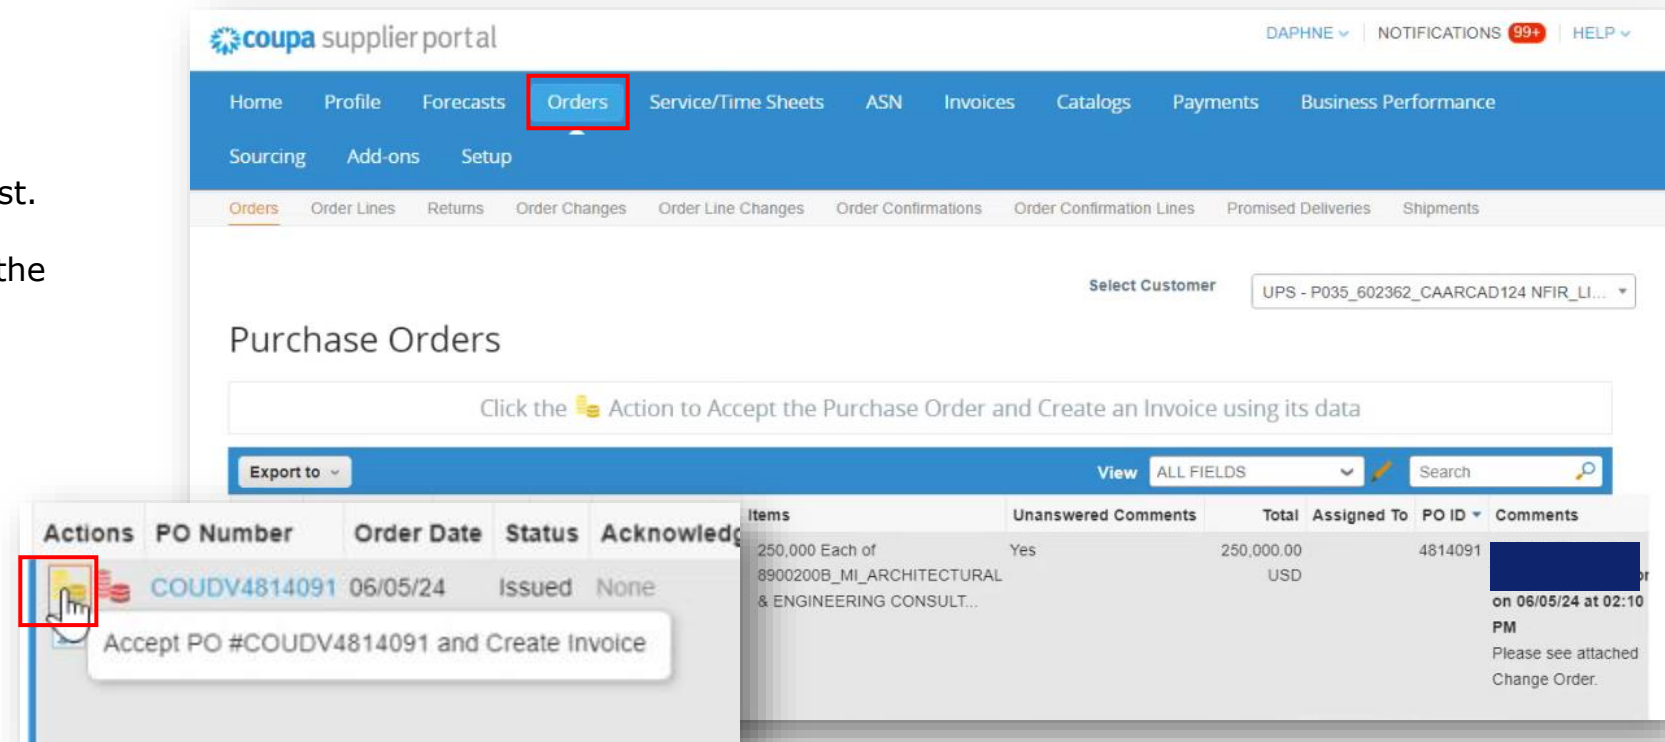 coupa supplier portal
DAPHNE NOTIFICATIONS 99+ HELP
Home Profile Forecasts Orders Service/Time Sheets ASN Invoices Catalogs Payments Business Performance
Sourcing Add-ons Setup
st.
Orders Order Lines Returns Order Changes Order Line Changes Order Confirmations Order Confirmation Lines Promised Deliveries Shipments
the
Select Customer UPS - P035_602362_CAARCAD124 NFIR_LI...
Purchase Orders
Click the Action to Accept the Purchase Order and Create an Invoice using its data
Export to View ALL FIELDS Search
Actions PO Number Order Date Status Acknowledg
COUDV4814091 06/05/24 Issued None
Accept PO #COUDV4814091 and Create Invoice
Items Unanswered Comments Total Assigned To PO ID Comments
250,000 Each of Yes 250,000.00 4814091
8900200B_MI_ARCHITECTURAL USD
& ENGINEERING CONSULT...
on 06/05/24 at 02:10
PM
Please see attached
Change Order.